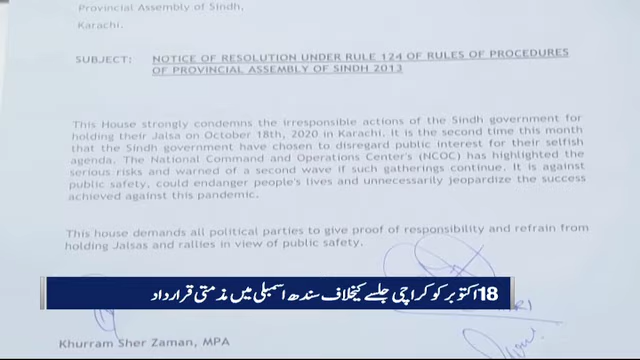 Provincial Assembly of Sindh,
Karachi.
SUBJECT: NOTICE OF RESOLUTION UNDER RULE 124 OF RULES OF PROCEDURES
OF PROVINCIAL ASSEMBLY OF SINDH 2013
This House strongly condemns the irresponsible actions of the Sindh government for
holding their Jalsa on October 18th, 2020 in Karachi. It is the second time this month
that the Sindh government have chosen to disregard public interest for their selfish
agenda. The National Command and Operations Center's (NCOC) has highlighted the
serious risks and warned of a second wave if such gatherings continue. It is against
public safety, could endanger people's lives and unnecessarily jeopardize the success
achieved against this pandemic.
This house demands all political parties to give proof of responsibility and refrain from
holding Jalsas and rallies in view of public safety.
18 اکتوبر کو کراچی جلسے کیخلاف سندھ اسمبلی میں مذمتی قرارداد
Khurram Sher Zaman, MPA